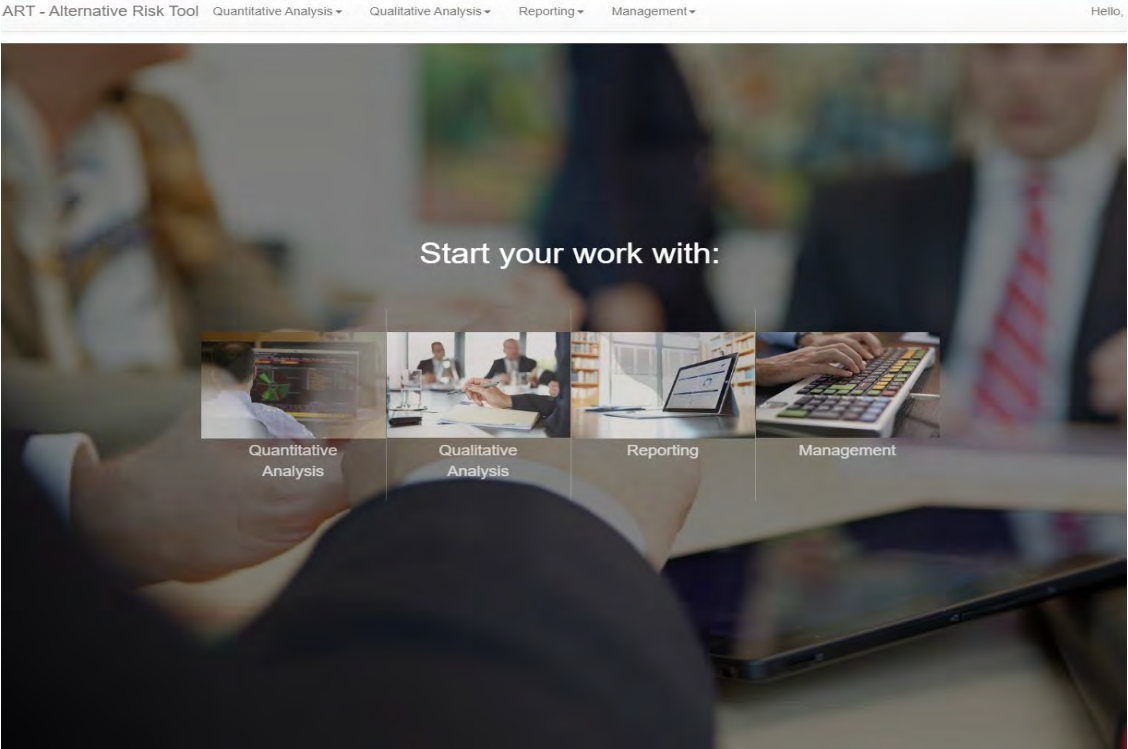 ART - Alternative Risk Tool Quantitative Analysis Qualitative Analysis Reporting Management Hello,
Start your work with:
Quantitative
Analysis
Qualitative
Analysis
Reporting
Management